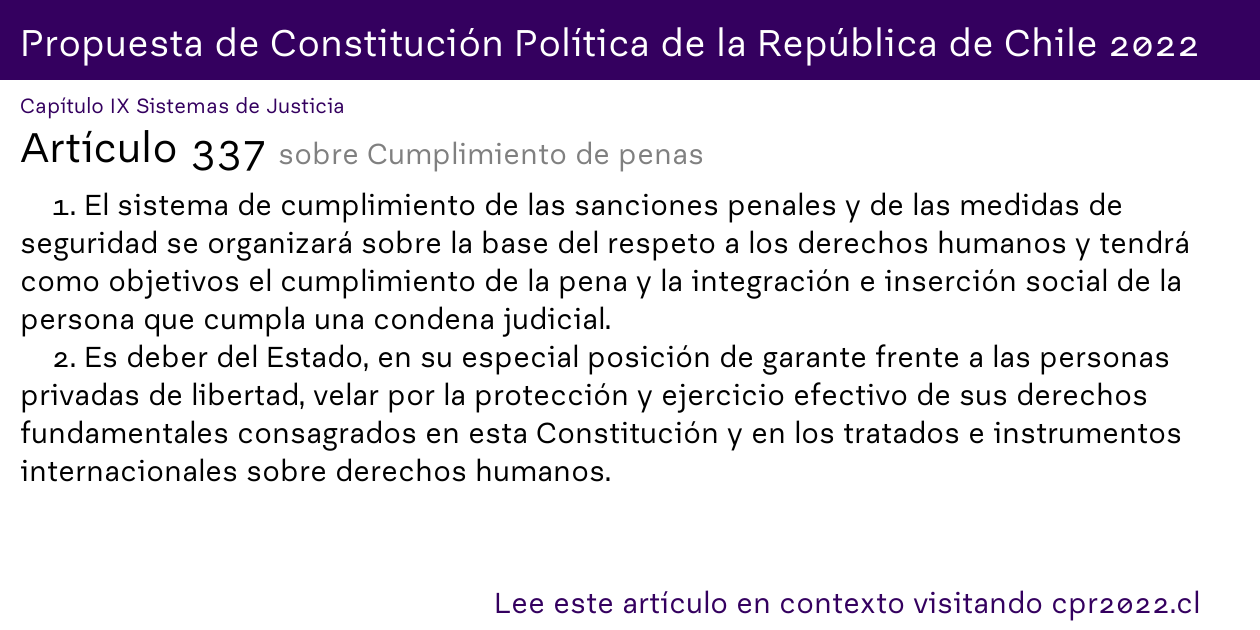 Propuesta de Constitución Política de la República de Chile 2022
Capítulo IX Sistemas de Justicia
Artículo 337 sobre Cumplimiento de penas
1. El sistema de cumplimiento de las sanciones penales y de las medidas de
seguridad se organizará sobre la base del respeto a los derechos humanos y tendrá
como objetivos el cumplimiento de la pena y la integración e inserción social de la
persona que cumpla una condena judicial.
2. Es deber del Estado, en su especial posición de garante frente a las personas
privadas de libertad, velar por la protección y ejercicio efectivo de sus derechos
fundamentales consagrados en esta Constitución y en los tratados e instrumentos
internacionales sobre derechos humanos.
Lee este artículo en contexto visitando cpr2022.cl